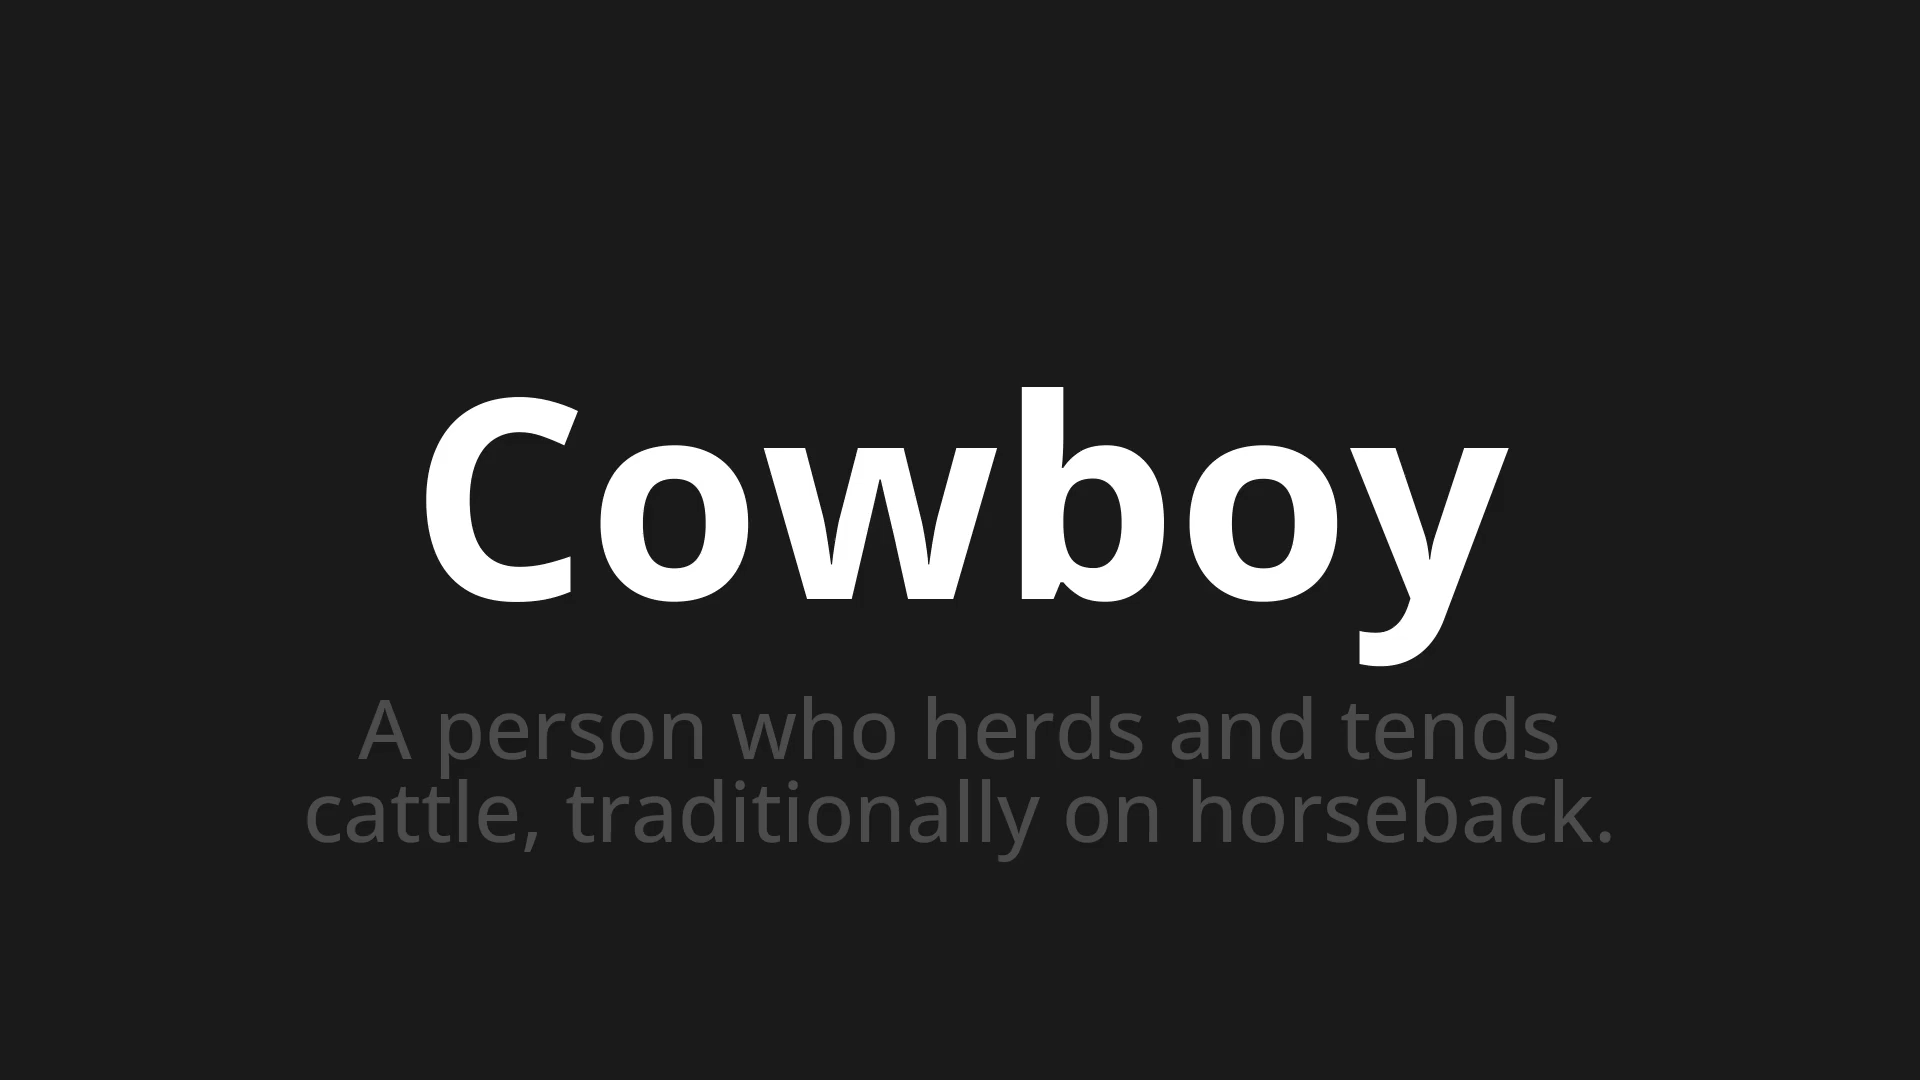 Cowboy
A person who herds and tends
cattle, traditionally on horseback.